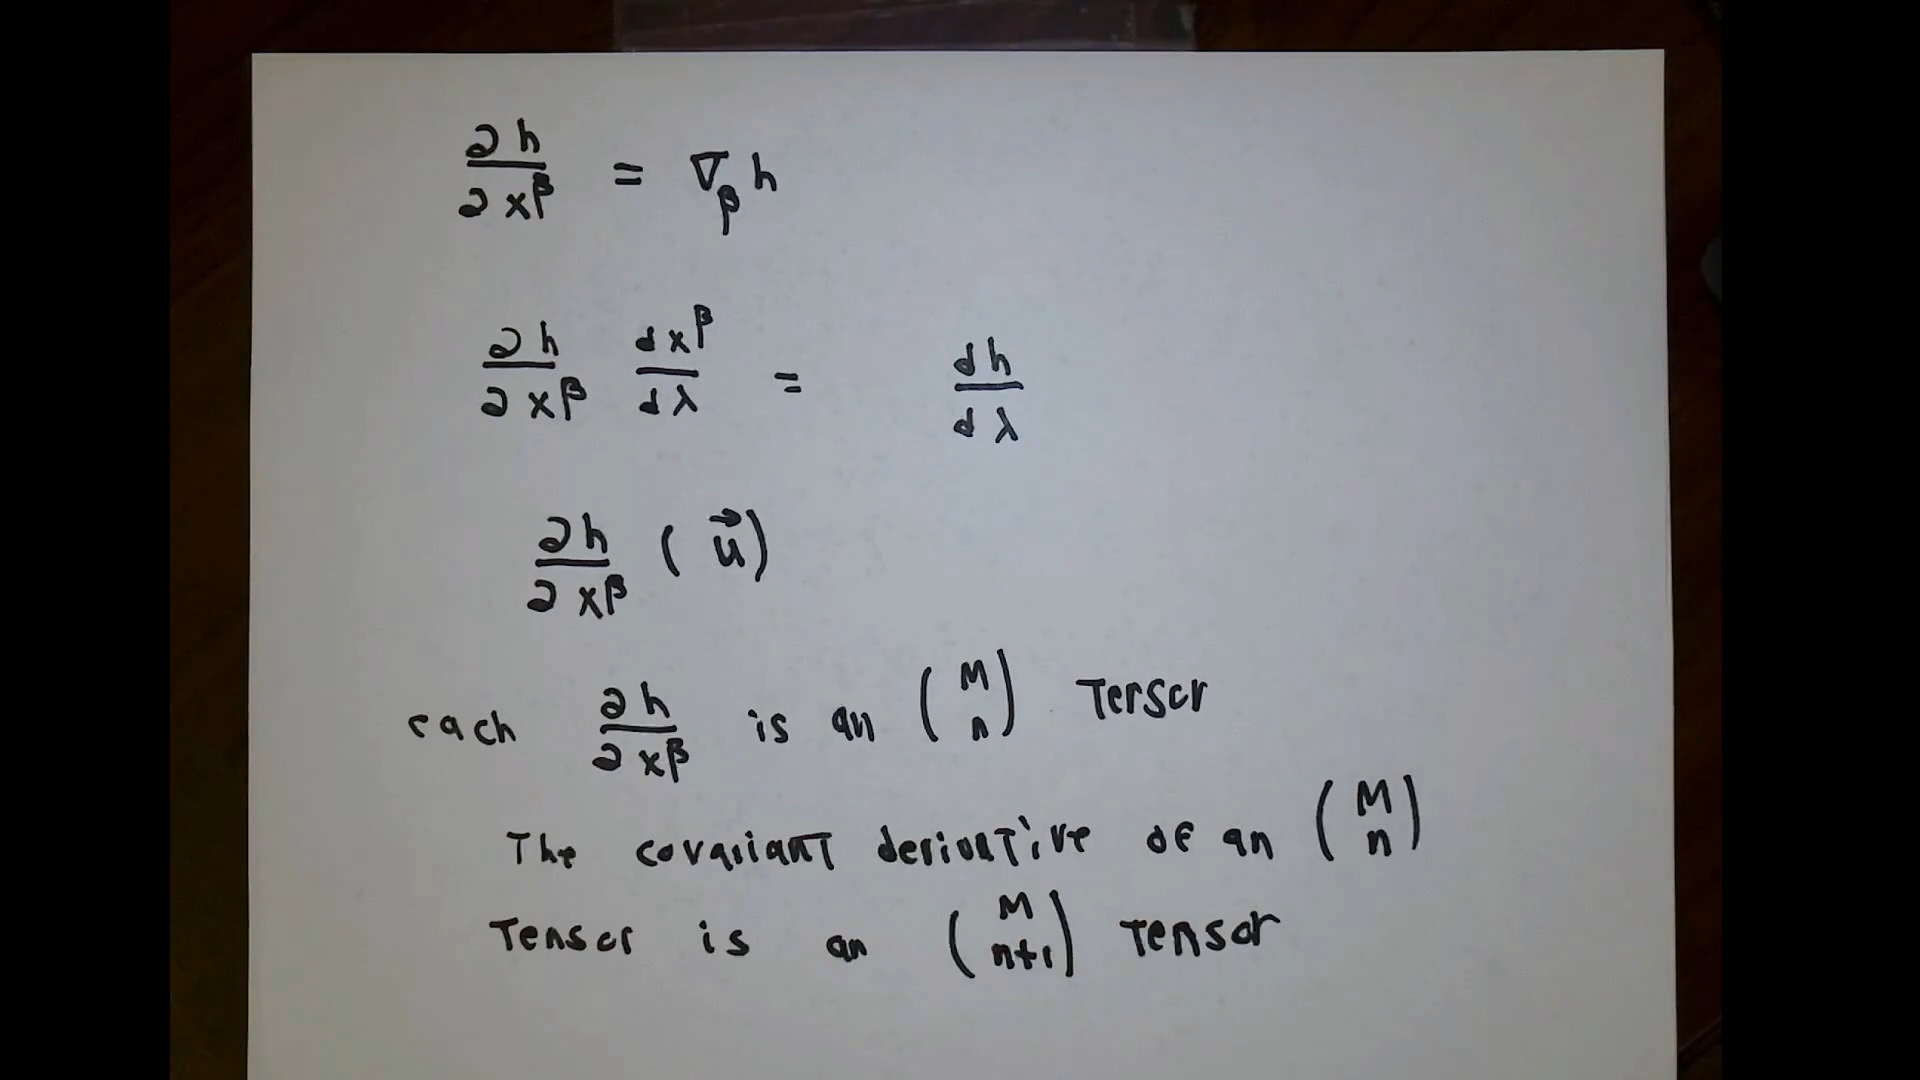 ∂h/∂x^β = ∇_β h
∂h/∂x^β dx^β/dλ = dh/dλ
∂h/∂x^β (u⃗)
each ∂h/∂x^β is an (M n) Tensor
The covariant derivative of an (M n)
Tensor is an (M n+1) Tensor